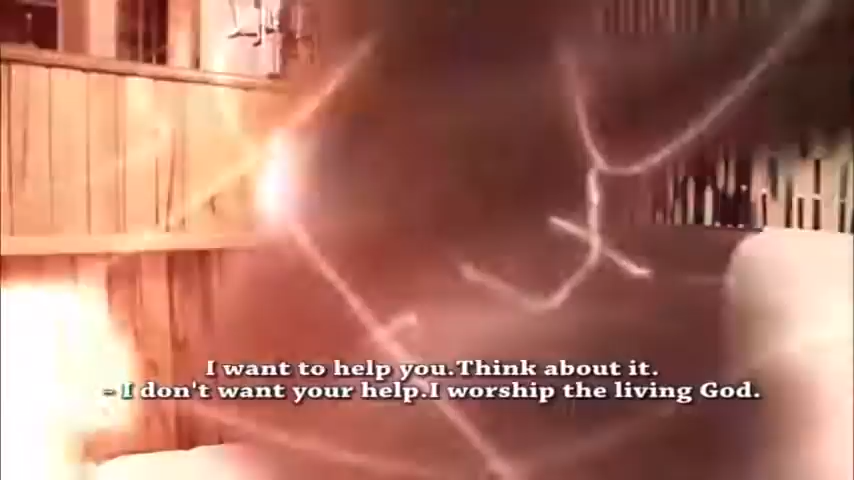 I want to help you.Think about it.
- I don't want your help.I worship the living God.